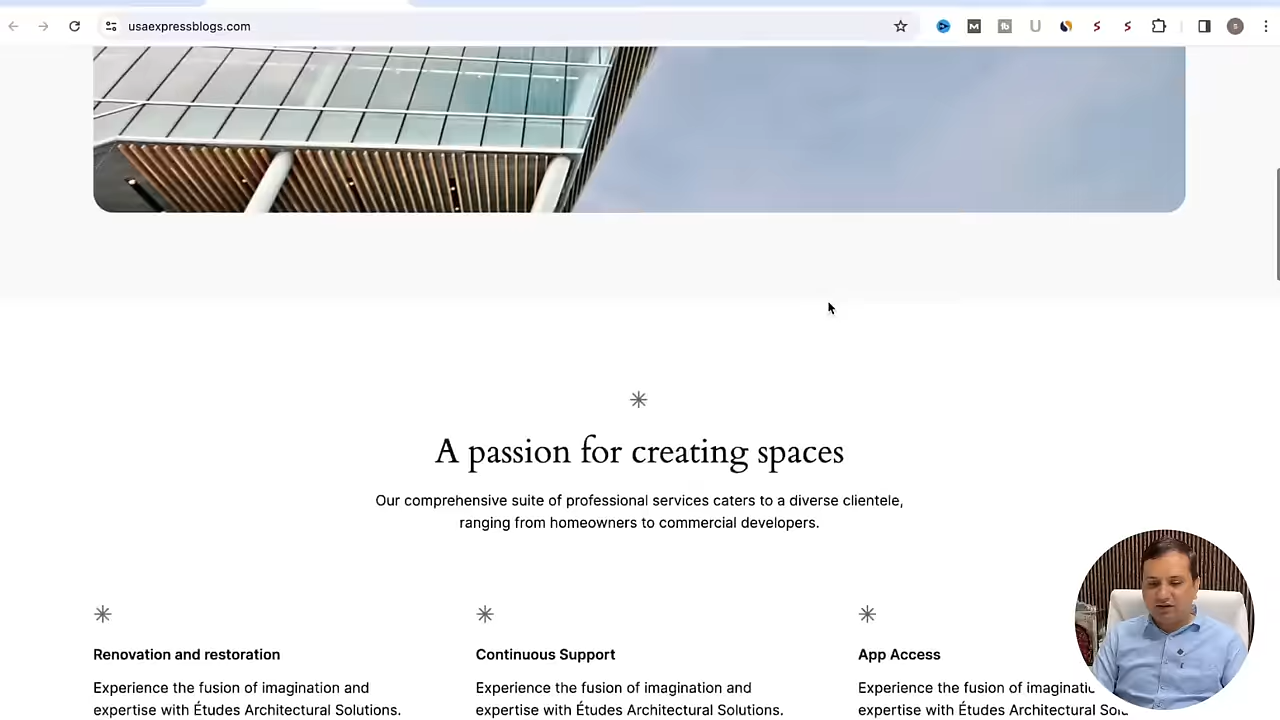 usaexpressblogs.com
A passion for creating spaces
Our comprehensive suite of professional services caters to a diverse clientele,
ranging from homeowners to commercial developers.
Renovation and restoration
Continuous Support
App Access
Experience the fusion of imagination and
expertise with Études Architectural Solutions.
Experience the fusion of imagination and
expertise with Études Architectural Solutions.
Experience the fusion of
expertise with Études Architectural